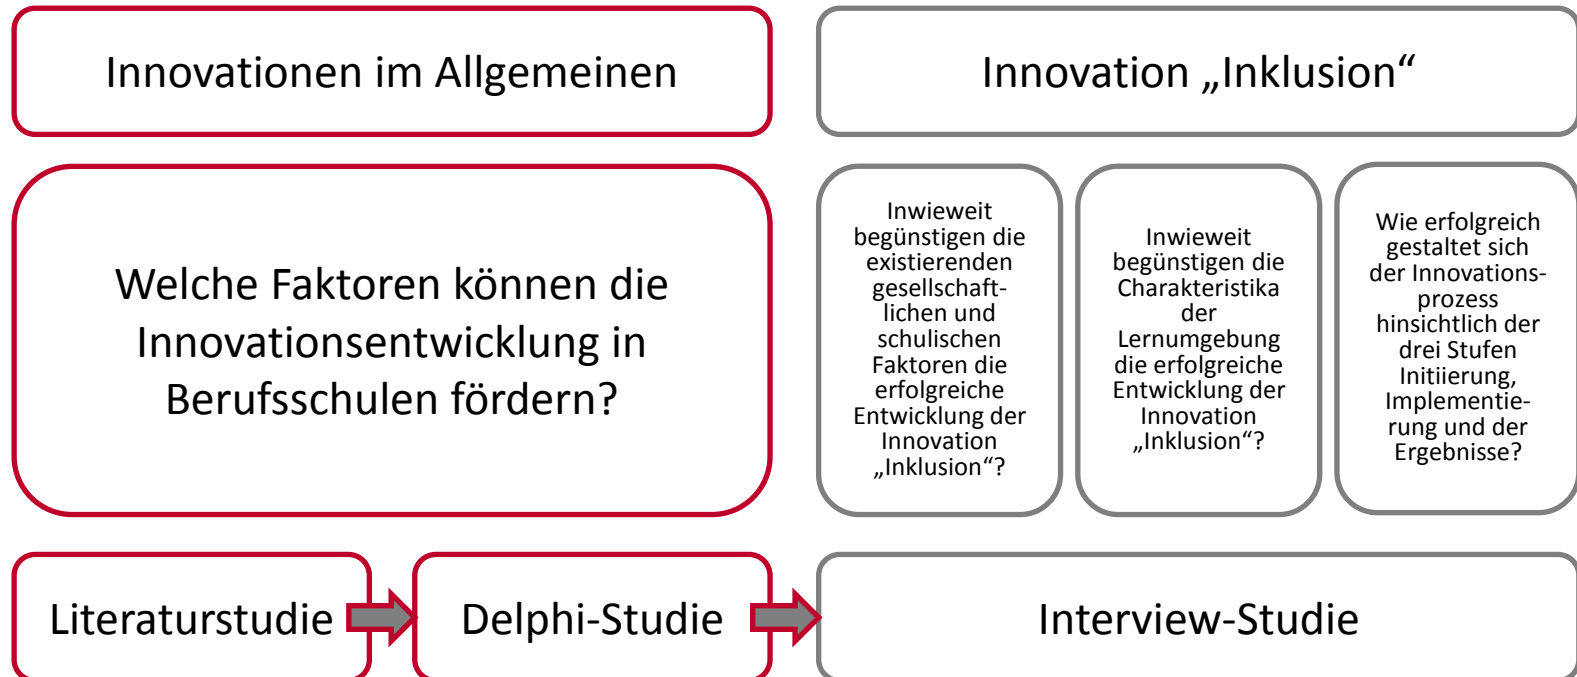 Innovationen im Allgemeinen
Innovation „Inklusion“
Welche Faktoren können die
Innovationsentwicklung in
Berufsschulen fördern?
Inwieweit
begünstigen die
existierenden
gesellschaft-
lichen und
schulischen
Faktoren die
erfolgreiche
Entwicklung der
Innovation
„Inklusion“?
Inwieweit
begünstigen die
Charakteristika
der
Lernumgebung
die erfolgreiche
Entwicklung der
Innovation
„Inklusion“?
Wie erfolgreich
gestaltet sich
der Innovations-
prozess
hinsichtlich der
drei Stufen
Initiierung,
Implementie-
rung und der
Ergebnisse?
Literaturstudie
Delphi-Studie
Interview-Studie